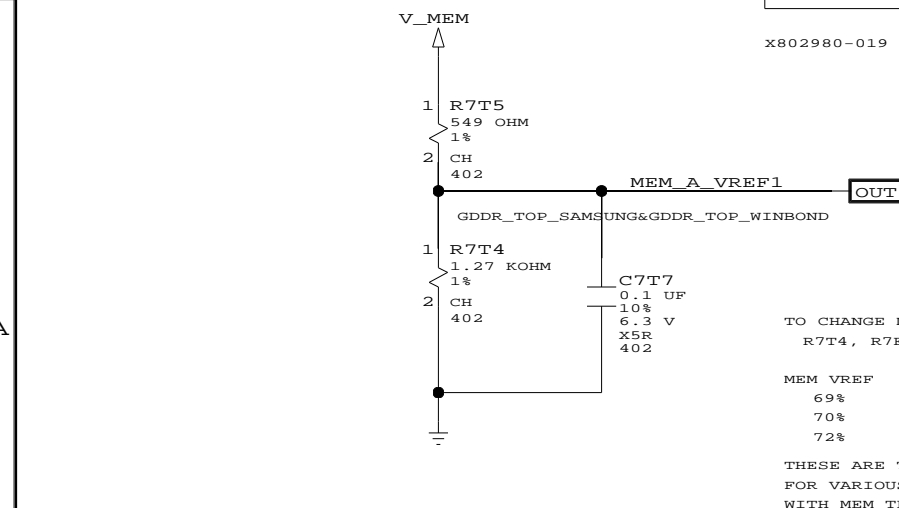 V_MEM
X802980-019
1 R7T5
549 OHM
1%
2 CH
402
MEM_A_VREF1
OUT
GDDR_TOP_SAMSUNG&GDDR_TOP_WINBOND
1 R7T4
1.27 KOHM
1%
2 CH
402
C7T7
0.1 UF
10%
6.3 V
X5R
402
A
TO CHANGE
R7T4,
MEM VREF
69%
70%
72%
THESE ARE
FOR VARIOUS
WITH MEM